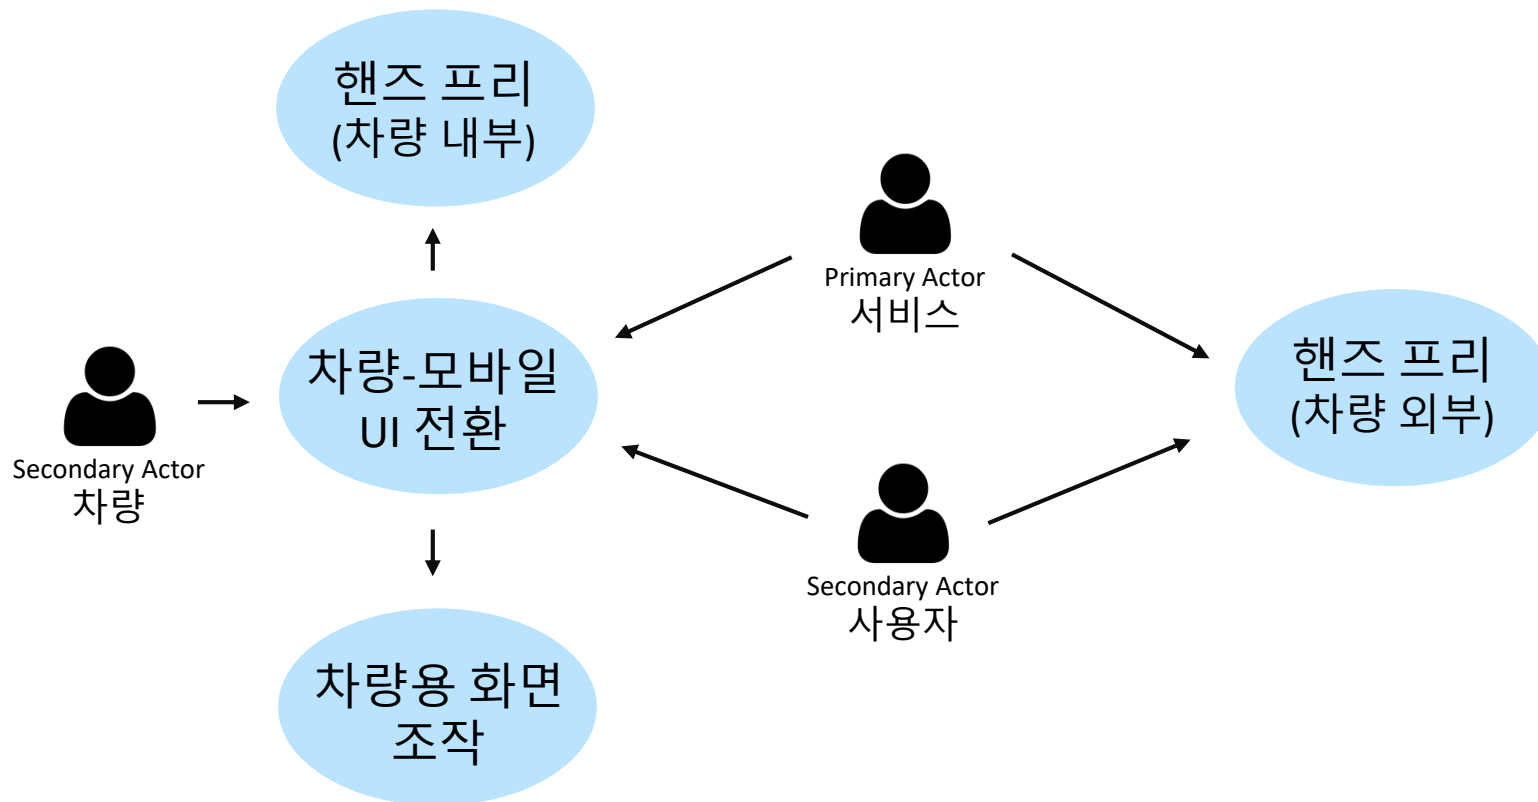 핸즈 프리
(차량 내부)
Primary Actor
서비스
차량-모바일
UI 전환
핸즈 프리
(차량 외부)
Secondary Actor
차량
Secondary Actor
사용자
차량용 화면
조작